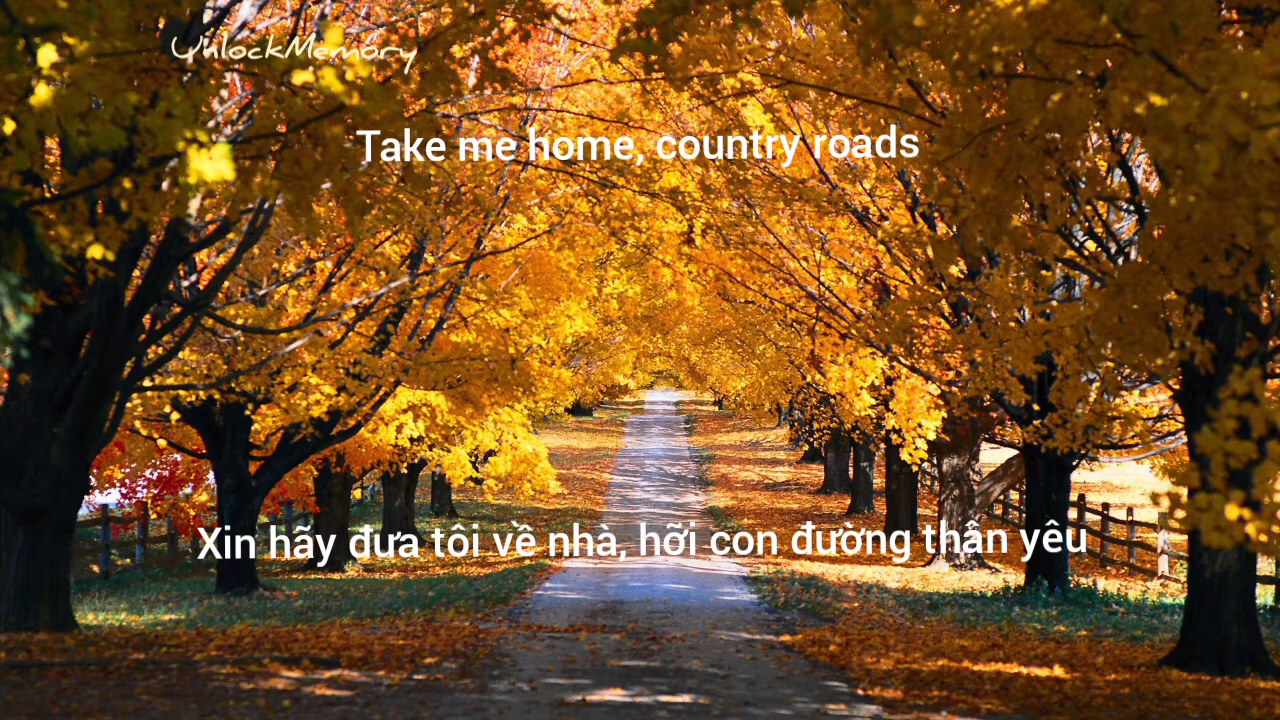 UnlockMemory
Take me home, country roads
Xin hãy đưa tôi về nhà, hỡi con đường thân yêu